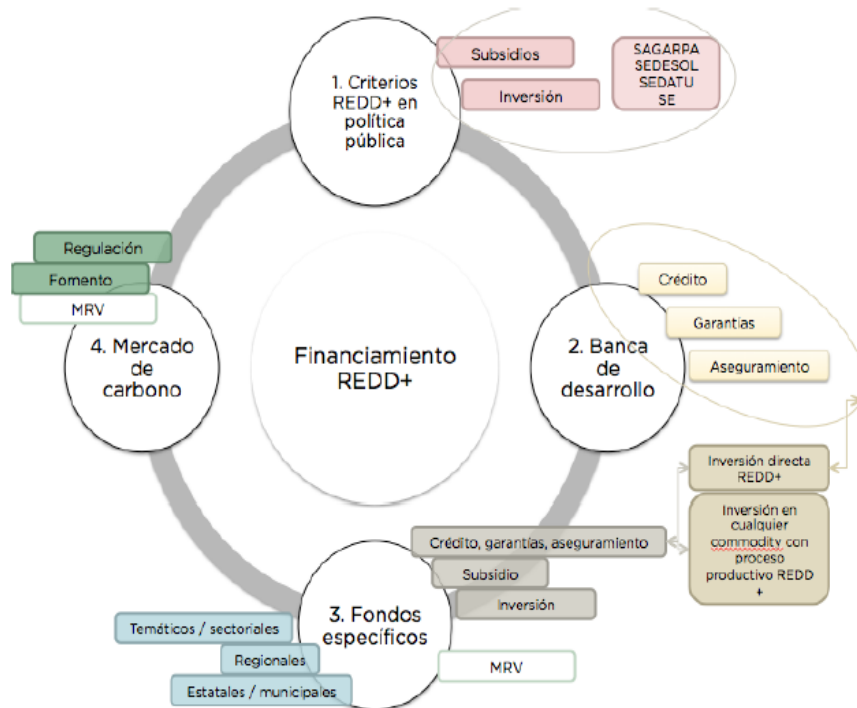 Subsidios
Inversión
SAGARPA
SEDESOL
SEDATU
SE
1. Criterios
REDD+ en
política
pública
Regulación
Fomento
MRV
4. Mercado
de
carbono
Financiamiento
REDD+
Crédito
Garantías
Aseguramiento
2. Banca
de
desarrollo
Inversión directa
REDD+
Inversión en
cualquier
commodity con
proceso
productivo REDD
+
Crédito, garantías, aseguramiento
Subsidio
Inversión
3. Fondos
específicos
MRV
Temáticos / sectoriales
Regionales
Estatales / municipales